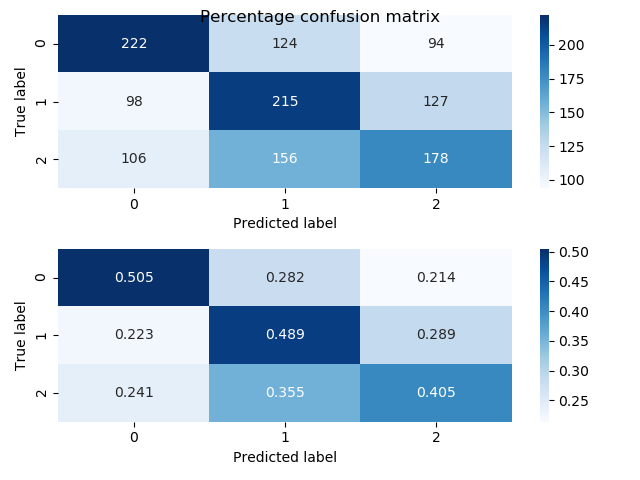 Percentage confusion matrix
True label
0 222 124 94
1 98 215 127
2 106 156 178
0 1 2
Predicted label
200
175
150
125
100
True label
0 0.505 0.282 0.214
1 0.223 0.489 0.289
2 0.241 0.355 0.405
0 1 2
Predicted label
0.50
0.45
0.40
0.35
0.30
0.25